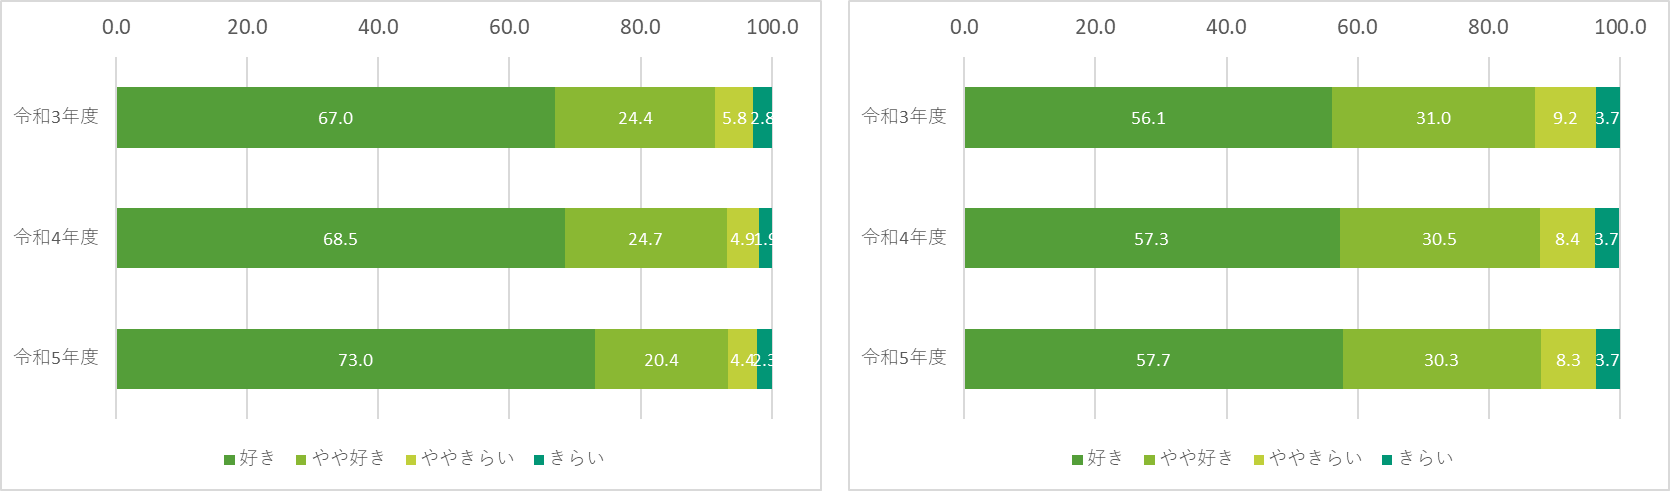 0.0 20.0 40.0 60.0 80.0 100.0
令和3年度 67.0 24.4 5.8 2.8
令和4年度 68.5 24.7 4.9 1.9
令和5年度 73.0 20.4 4.4 2.3
好き やや好き ややきらい きらい
0.0 20.0 40.0 60.0 80.0 100.0
令和3年度 56.1 31.0 9.2 3.7
令和4年度 57.3 30.5 8.4 3.7
令和5年度 57.7 30.3 8.3 3.7
好き やや好き ややきらい きらい